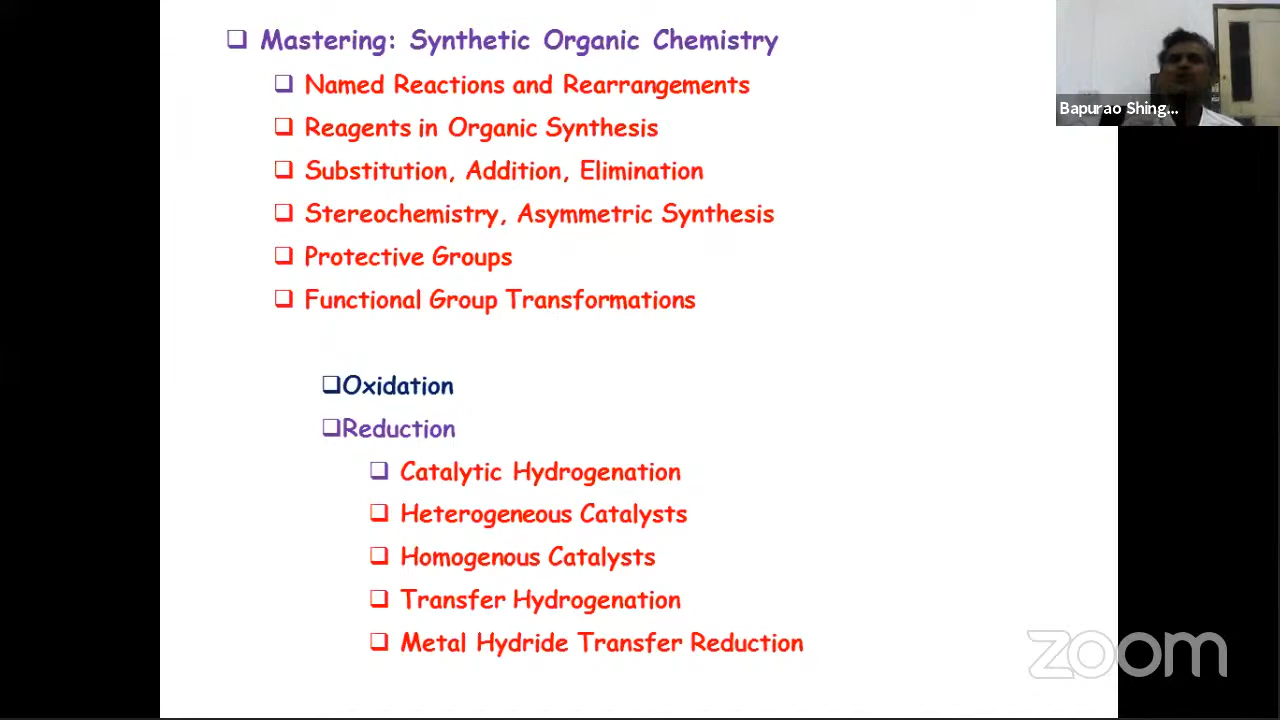 Mastering: Synthetic Organic Chemistry
Named Reactions and Rearrangements
Reagents in Organic Synthesis
Substitution, Addition, Elimination
Stereochemistry, Asymmetric Synthesis
Protective Groups
Functional Group Transformations
Oxidation
Reduction
Catalytic Hydrogenation
Heterogeneous Catalysts
Homogenous Catalysts
Transfer Hydrogenation
Metal Hydride Transfer Reduction
Bapurao Shing...
zoom